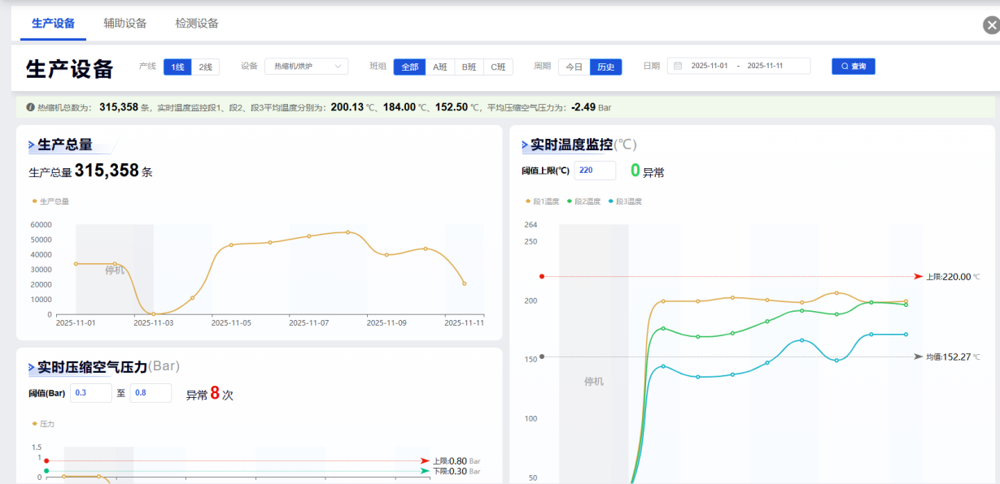 生产设备 辅助设备 检测设备
生产设备 产线 1线 2线 设备 热缩机/烘炉 班组 全部 A班 B班 C班 周期 今日 历史 日期 2025-11-01 - 2025-11-11 查询
热缩机总数为: 315,358 条，实时温度监控段1、段2、段3平均温度分别为: 200.13 ℃、184.00 ℃、152.50 ℃，平均压缩空气压力为: -2.49 Bar
生产总量
生产总量 315,358 条
生产总量
60000
50000
40000
30000
20000
10000
0
停机
2025-11-01 2025-11-03 2025-11-05 2025-11-07 2025-11-09 2025-11-11
实时压缩空气压力(Bar)
阈值(Bar) 0.3 至 0.8 异常 8 次
压力
1.5
1
0
上限:0.80 Bar
下限:0.30 Bar
实时温度监控(℃)
阈值上限(℃) 220 0 异常
段1温度 段2温度 段3温度
264
250
200
150
100
50
停机
上限:220.00 ℃
均值:152.27 ℃